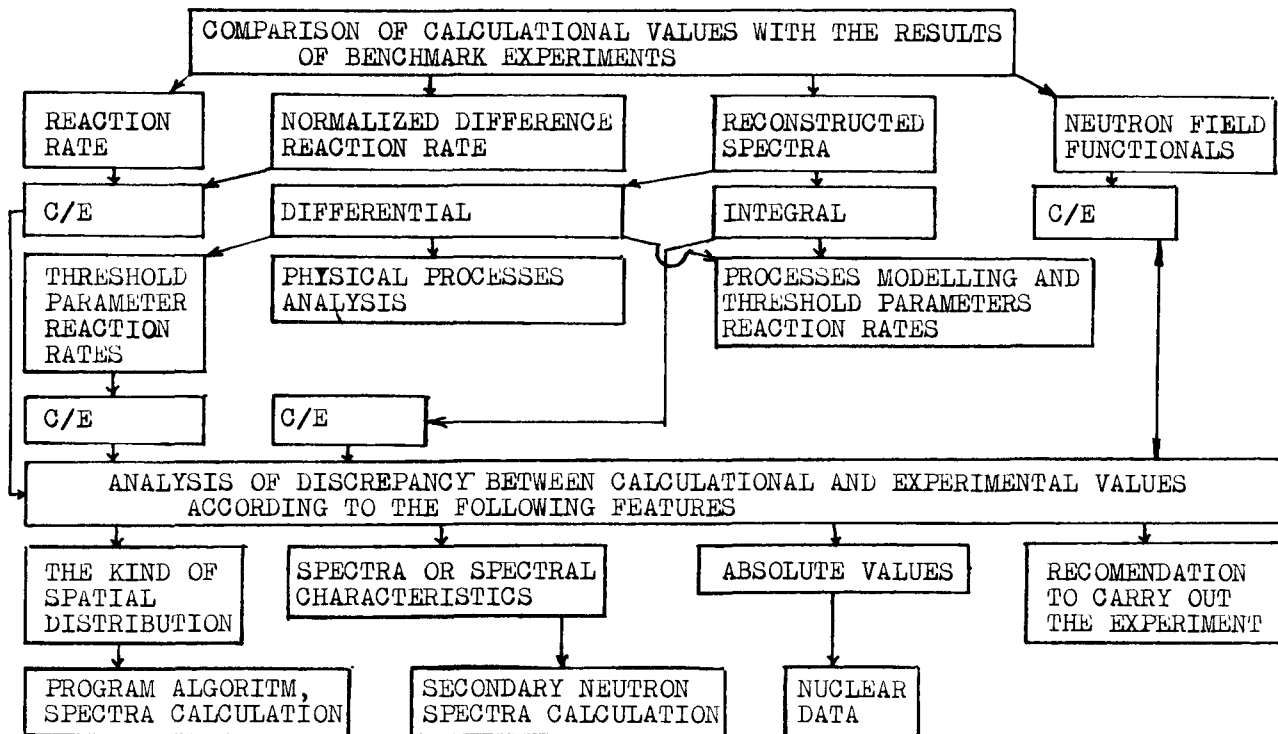 COMPARISON OF CALCULATIONAL VALUES WITH THE RESULTS
OF BENCHMARK EXPERIMENTS
REACTION
RATE
NORMALIZED DIFFERENCE
REACTION RATE
RECONSTRUCTED
SPECTRA
NEUTRON FIELD
FUNCTIONALS
C/E
DIFFERENTIAL
INTEGRAL
C/E
THRESHOLD
PARAMETER
REACTION
RATES
PHYSICAL PROCESSES
ANALYSIS
PROCESSES MODELLING AND
THRESHOLD PARAMETERS
REACTION RATES
C/E
C/E
ANALYSIS OF DISCREPANCY BETWEEN CALCULATIONAL AND EXPERIMENTAL VALUES
ACCORDING TO THE FOLLOWING FEATURES
THE KIND OF
SPATIAL
DISTRIBUTION
SPECTRA OR SPECTRAL
CHARACTERISTICS
ABSOLUTE VALUES
RECOMENDATION
TO CARRY OUT
THE EXPERIMENT
PROGRAM ALGORITM,
SPECTRA CALCULATION
SECONDARY NEUTRON
SPECTRA CALCULATION
NUCLEAR
DATA